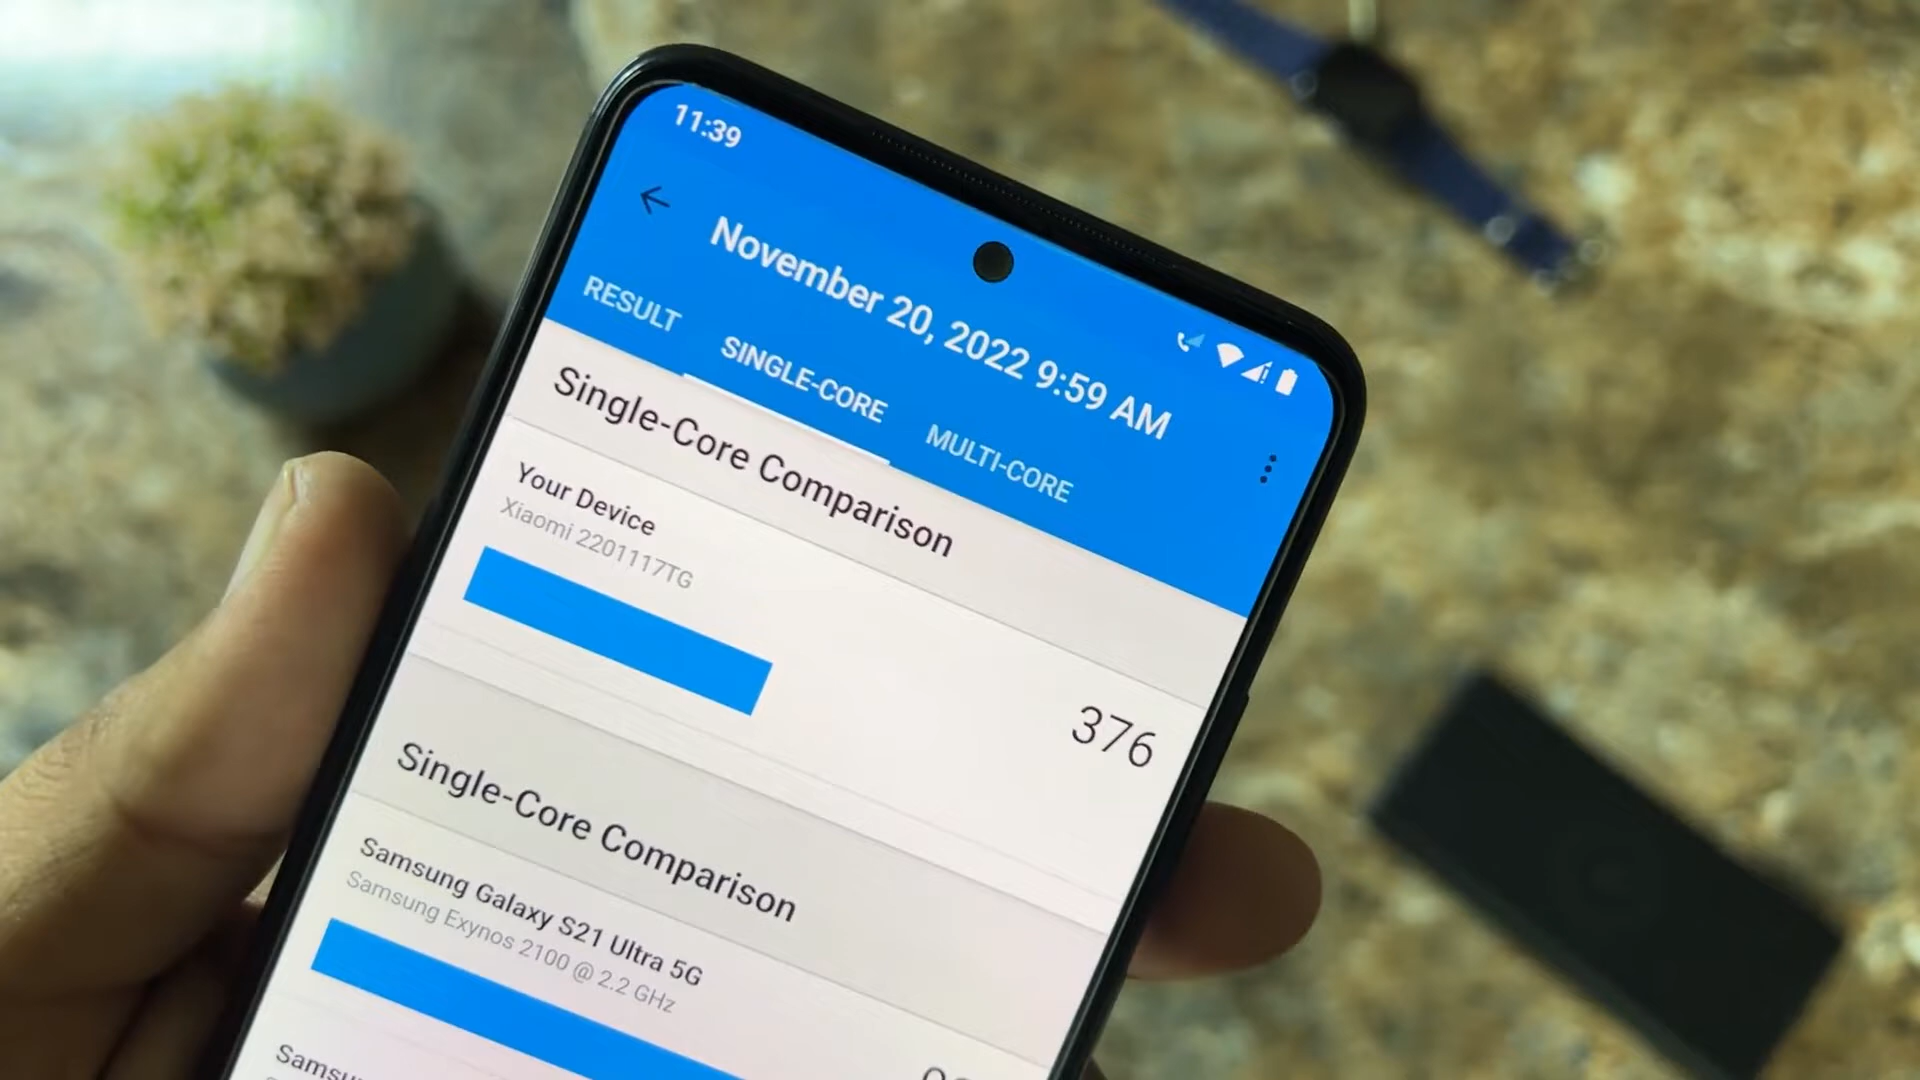 11:39
November 20, 2022 9:59 AM
RESULT
SINGLE-CORE
MULTI-CORE
Single-Core Comparison
Your Device
Xiaomi 2201117TG
376
Single-Core Comparison
Samsung Galaxy S21 Ultra 5G
Samsung Exynos 2100 @ 2.2 GHz